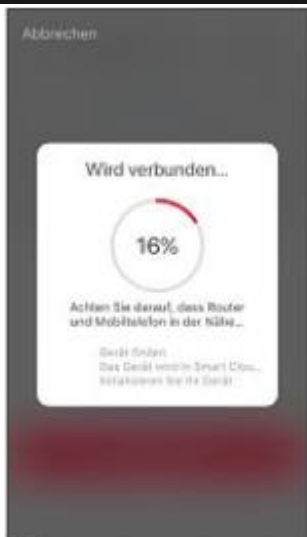 Abbrechen
Wird verbunden...
16%
Achten Sie darauf, dass Router
und Mobiltelefon in der Nähe...
Gerät finden
Das Gerät wird in Smart Clou...
Initialisieren Sie Ihr Gerät